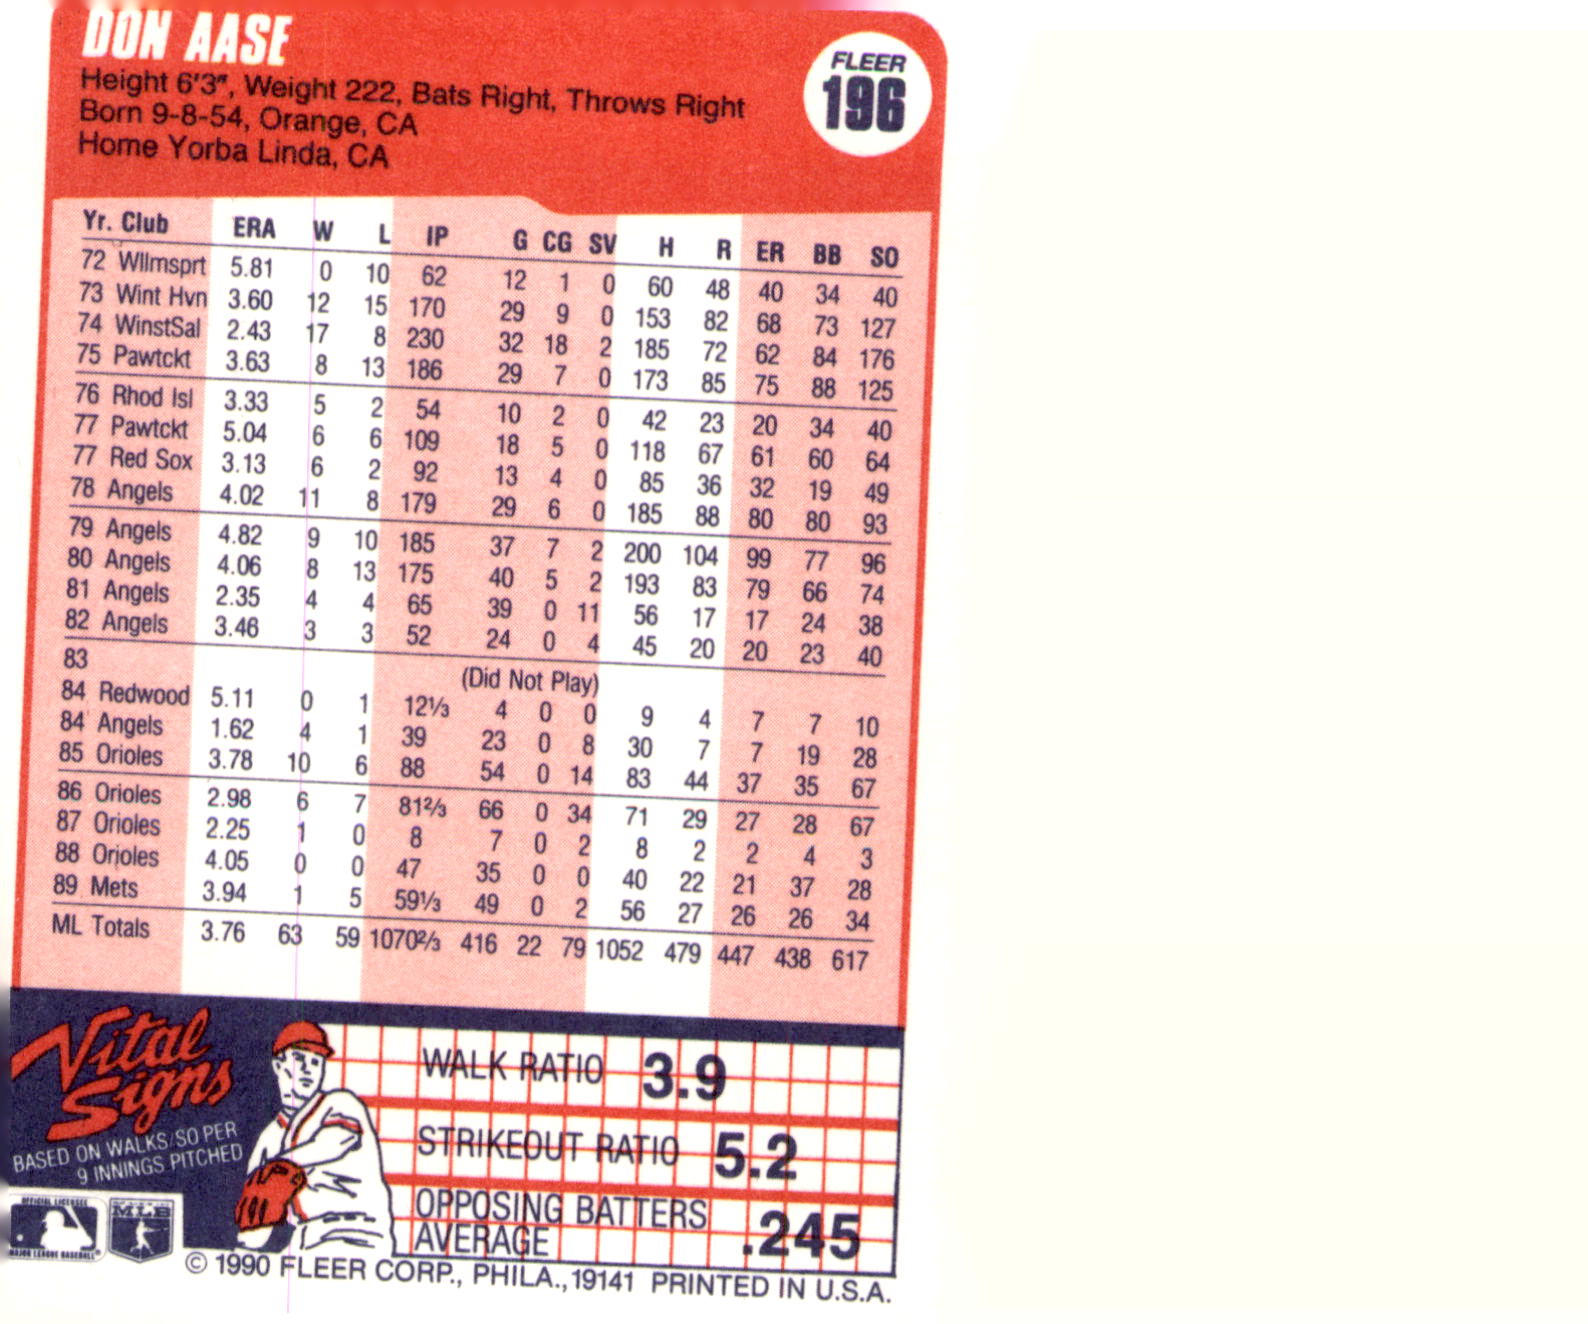 DON AASE
Height 6'3", Weight 222, Bats Right, Throws Right
Born 9-8-54, Orange, CA
Home Yorba Linda, CA
FLEER
196
Yr. Club ERA W L IP G CG SV H R ER BB SO
72 Wllmsprt 5.81 0 10 62 12 1 0 60 48 40 34 40
73 Wint Hvn 3.60 12 15 170 29 9 0 153 82 68 73 127
74 WinstSal 2.43 17 8 230 32 18 2 185 72 62 84 176
75 Pawtckt 3.63 8 13 186 29 7 0 173 85 75 88 125
76 Rhod Isl 3.33 5 2 54 10 2 0 42 23 20 34 40
77 Pawtckt 5.04 6 6 109 18 5 0 118 67 61 60 64
77 Red Sox 3.13 6 2 92 13 4 0 85 36 32 19 49
78 Angels 4.02 11 8 179 29 6 0 185 88 80 80 93
79 Angels 4.82 9 10 185 37 7 2 200 104 99 77 96
80 Angels 4.06 8 13 175 40 5 2 193 83 79 66 74
81 Angels 2.35 4 4 65 39 0 11 56 17 17 24 38
82 Angels 3.46 3 3 52 24 0 4 45 20 20 23 40
83 (Did Not Play)
84 Redwood 5.11 0 1 12⅓ 4 0 0 9 4 7 7 10
84 Angels 1.62 4 1 39 23 0 8 30 7 7 19 28
85 Orioles 3.78 10 6 88 54 0 14 83 44 37 35 67
86 Orioles 2.98 6 7 81⅔ 66 0 34 71 29 27 28 67
87 Orioles 2.25 1 0 8 7 0 2 8 2 2 4 3
88 Orioles 4.05 0 0 47 35 0 0 40 22 21 37 28
89 Mets 3.94 1 5 59⅓ 49 0 2 56 27 26 26 34
ML Totals 3.76 63 59 1070⅔ 416 22 79 1052 479 447 438 617
Vital
Signs
BASED ON WALKS/SO PER
9 INNINGS PITCHED
WALK RATIO 3.9
STRIKEOUT RATIO 5.2
OPPOSING BATTERS
AVERAGE .245
OFFICIAL LICENSEE
MAJOR LEAGUE BASEBALL
MLB
© 1990 FLEER CORP., PHILA., 19141 PRINTED IN U.S.A.